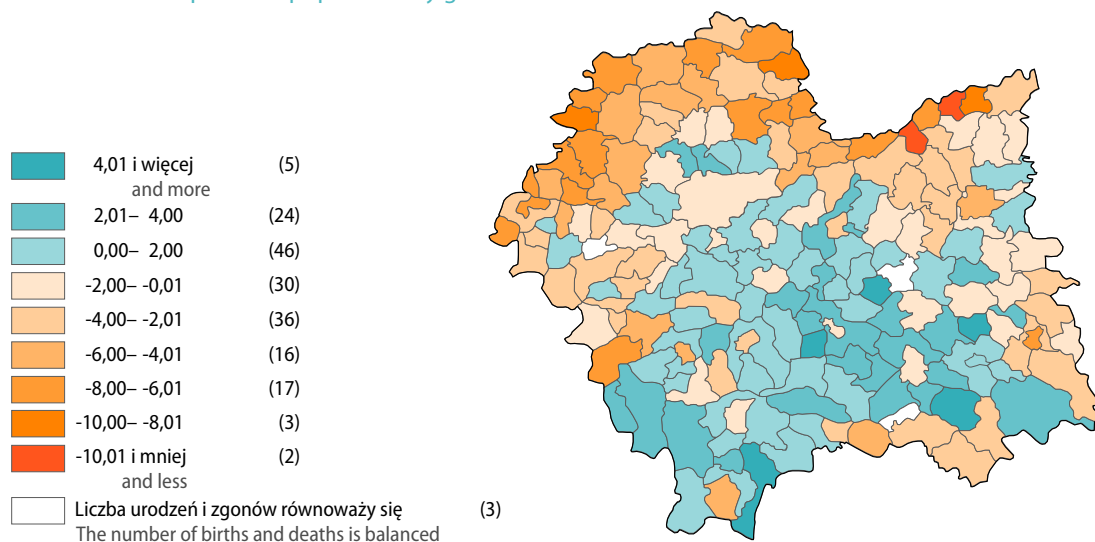 4,01 i więcej (5)
and more
2,01– 4,00 (24)
0,00– 2,00 (46)
-2,00– -0,01 (30)
-4,00– -2,01 (36)
-6,00– -4,01 (16)
-8,00– -6,01 (17)
-10,00– -8,01 (3)
-10,01 i mniej (2)
and less
Liczba urodzeń i zgonów równoważy się (3)
The number of births and deaths is balanced